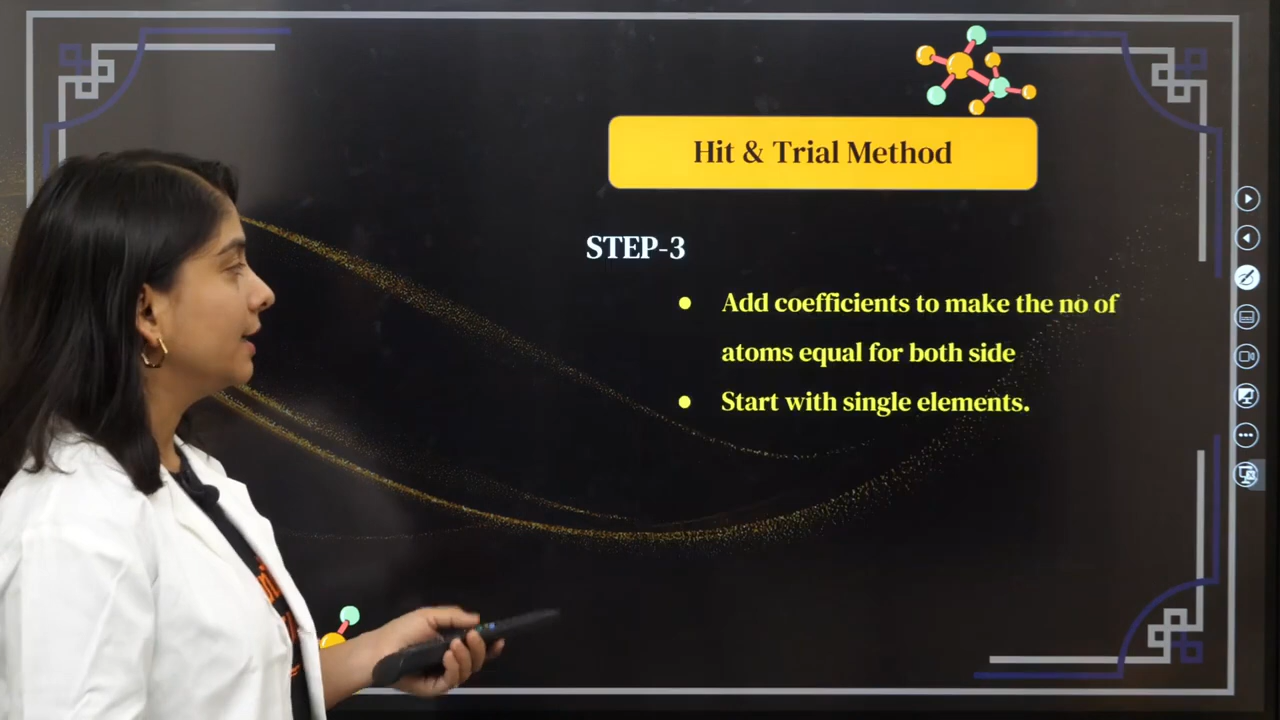 Hit & Trial Method
STEP-3
● Add coefficients to make the no of
atoms equal for both side
● Start with single elements.